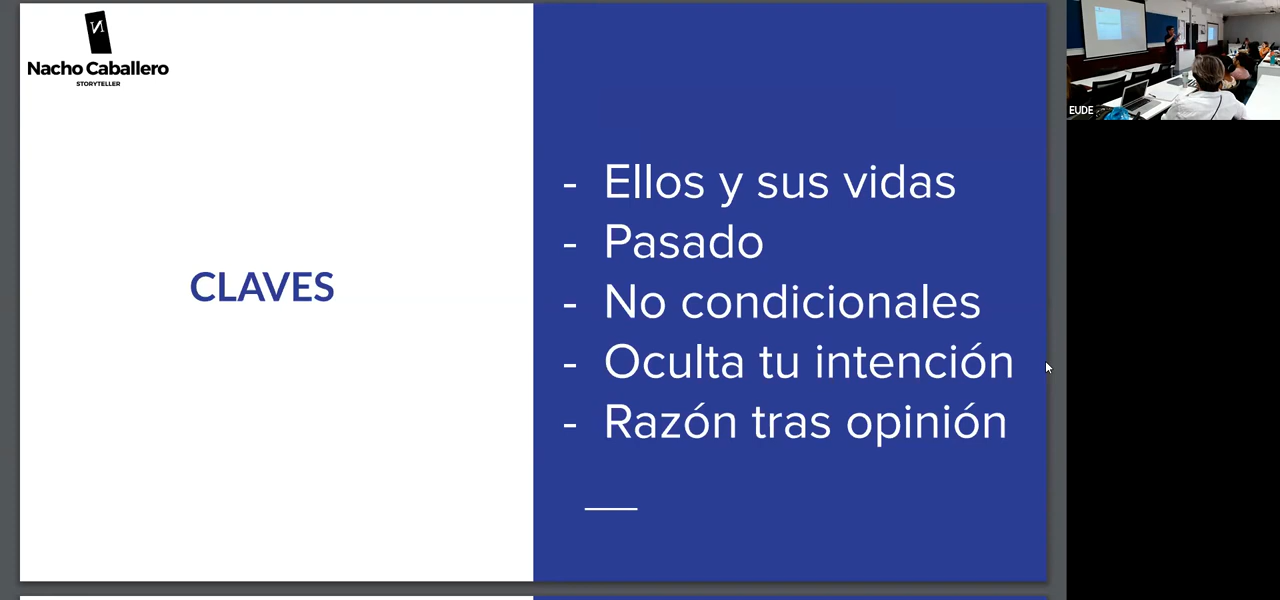 Nacho Caballero
STORYTELLER
CLAVES
- Ellos y sus vidas
- Pasado
- No condicionales
- Oculta tu intención
- Razón tras opinión
EUDE